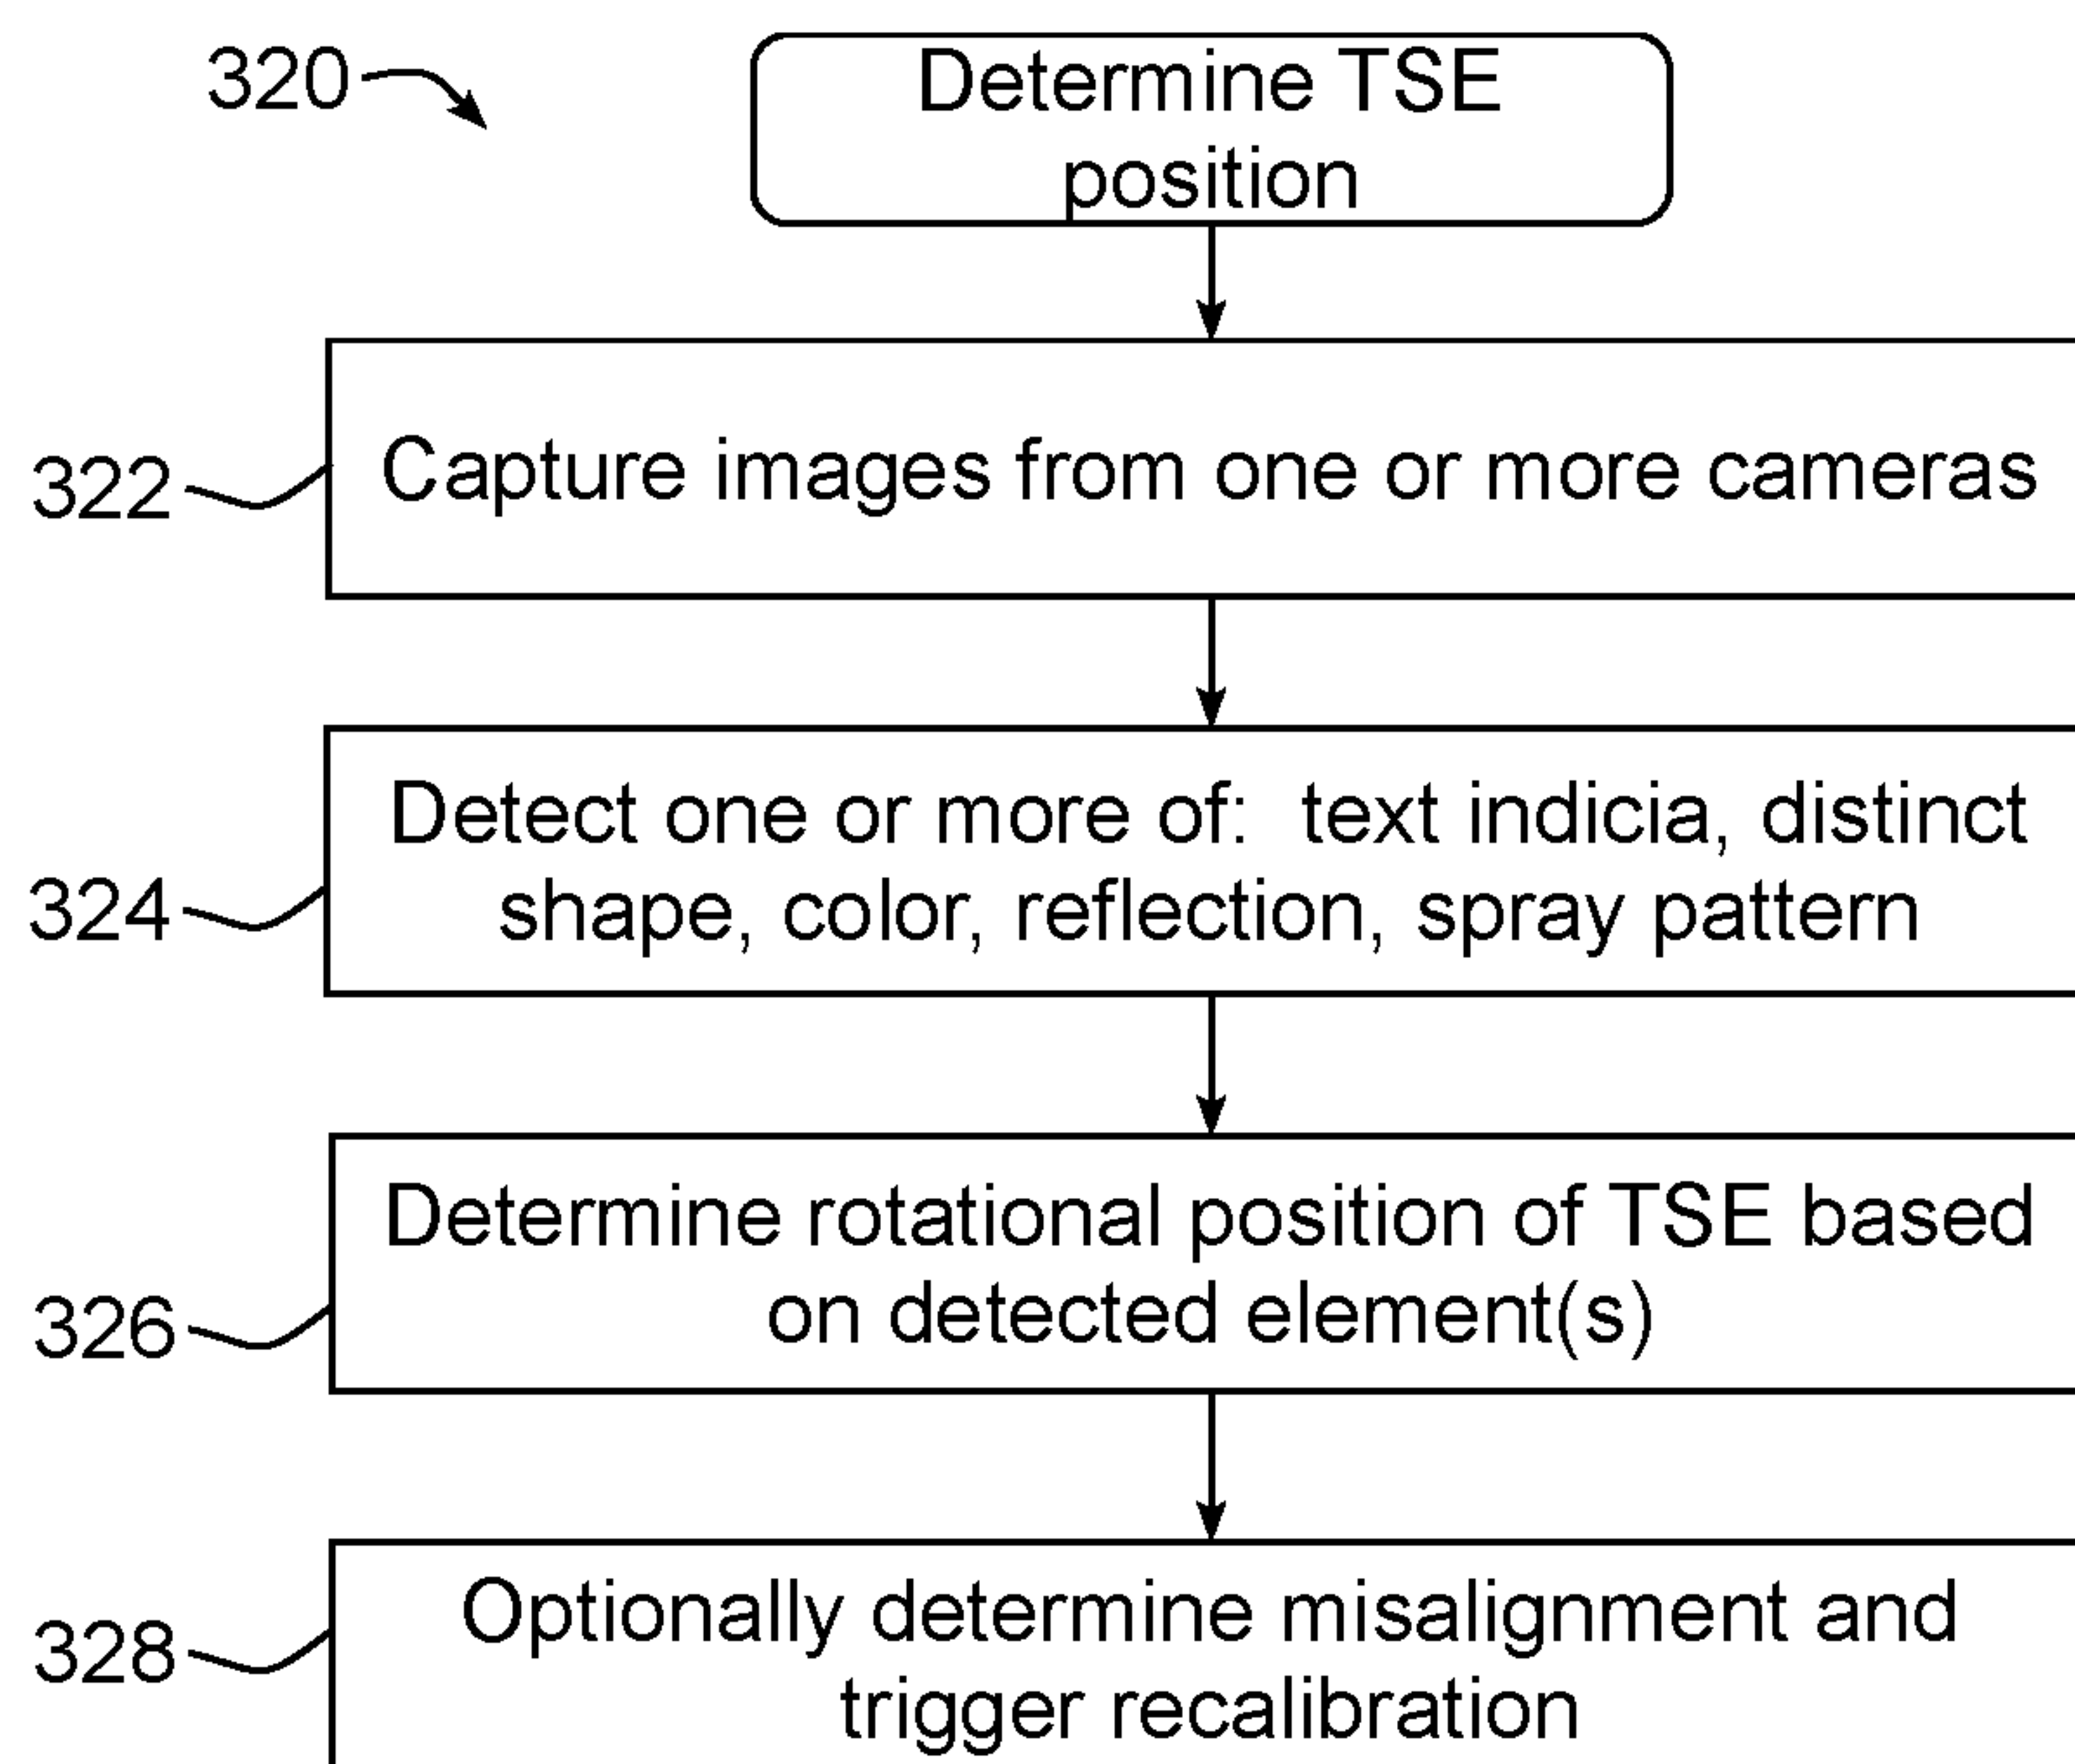 320
Determine TSE
position
322
Capture images from one or more cameras
Detect one or more of: text indicia, distinct
324
shape, color, reflection, spray pattern
Determine rotational position of TSE based
326
on detected element(s)
328
Optionally determine misalignment and
trigger recalibration